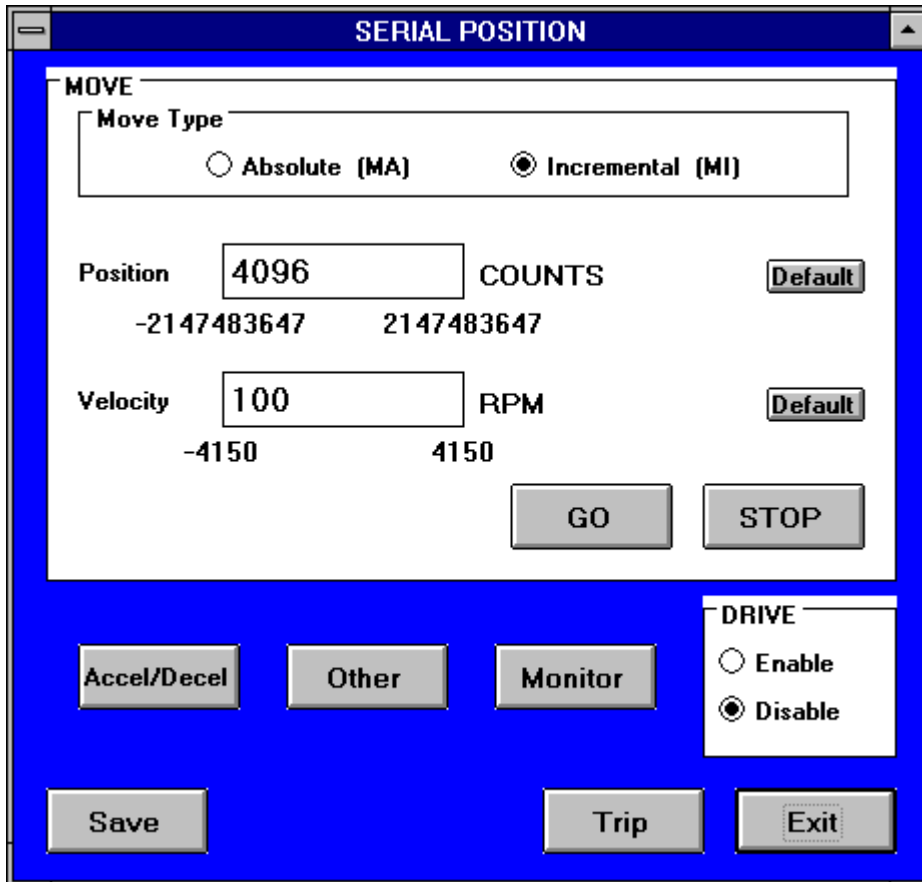 SERIAL POSITION
MOVE
Move Type
Absolute (MA) Incremental (MI)
Position 4096 COUNTS Default
-2147483647 2147483647
Velocity 100 RPM Default
-4150 4150
GO STOP
DRIVE
Enable
Accel/Decel Other Monitor
Disable
Save Trip Exit